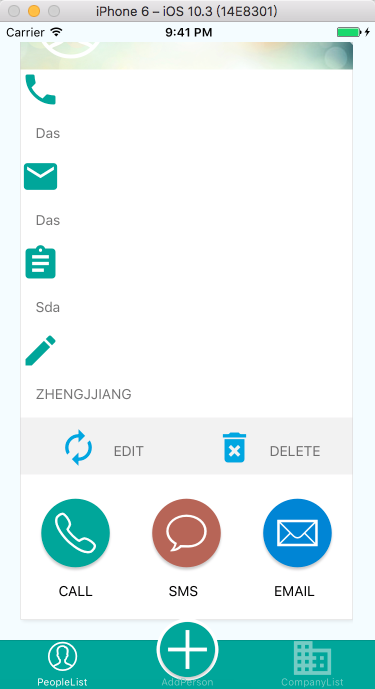 iPhone 6 – iOS 10.3 (14E8301)
Carrier 9:41 PM
Das
Das
Sda
ZHENGJJIANG
EDIT DELETE
CALL SMS EMAIL
PeopleList AddPerson CompanyList